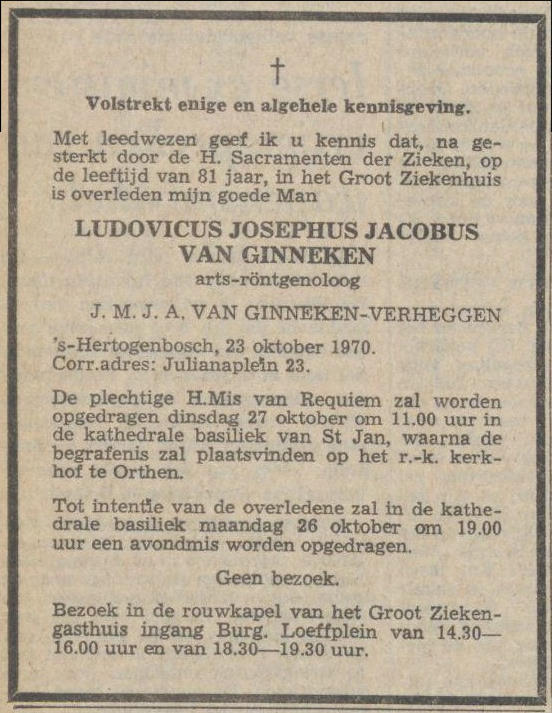 Volstrekt enige en algehele kennisgeving.
Met leedwezen geef ik u kennis dat, na ge-
sterkt door de H. Sacramenten der Zieken, op
de leeftijd van 81 jaar, in het Groot Ziekenhuis
is overleden mijn goede Man
LUDOVICUS JOSEPHUS JACOBUS
VAN GINNEKEN
arts-röntgenoloog
J. M. J. A. VAN GINNEKEN-VERHEGGEN
's-Hertogenbosch, 23 oktober 1970.
Corr.adres: Julianaplein 23.
De plechtige H.Mis van Requiem zal worden
opgedragen dinsdag 27 oktober om 11.00 uur in
de kathedrale basiliek van St Jan, waarna de
begrafenis zal plaatsvinden op het r.-k. kerk-
hof te Orthen.
Tot intentie van de overledene zal in de kathe-
drale basiliek maandag 26 oktober om 19.00
uur een avondmis worden opgedragen.
Geen bezoek.
Bezoek in de rouwkapel van het Groot Zieken-
gasthuis ingang Burg. Loeffplein van 14.30—
16.00 uur en van 18.30—19.30 uur.